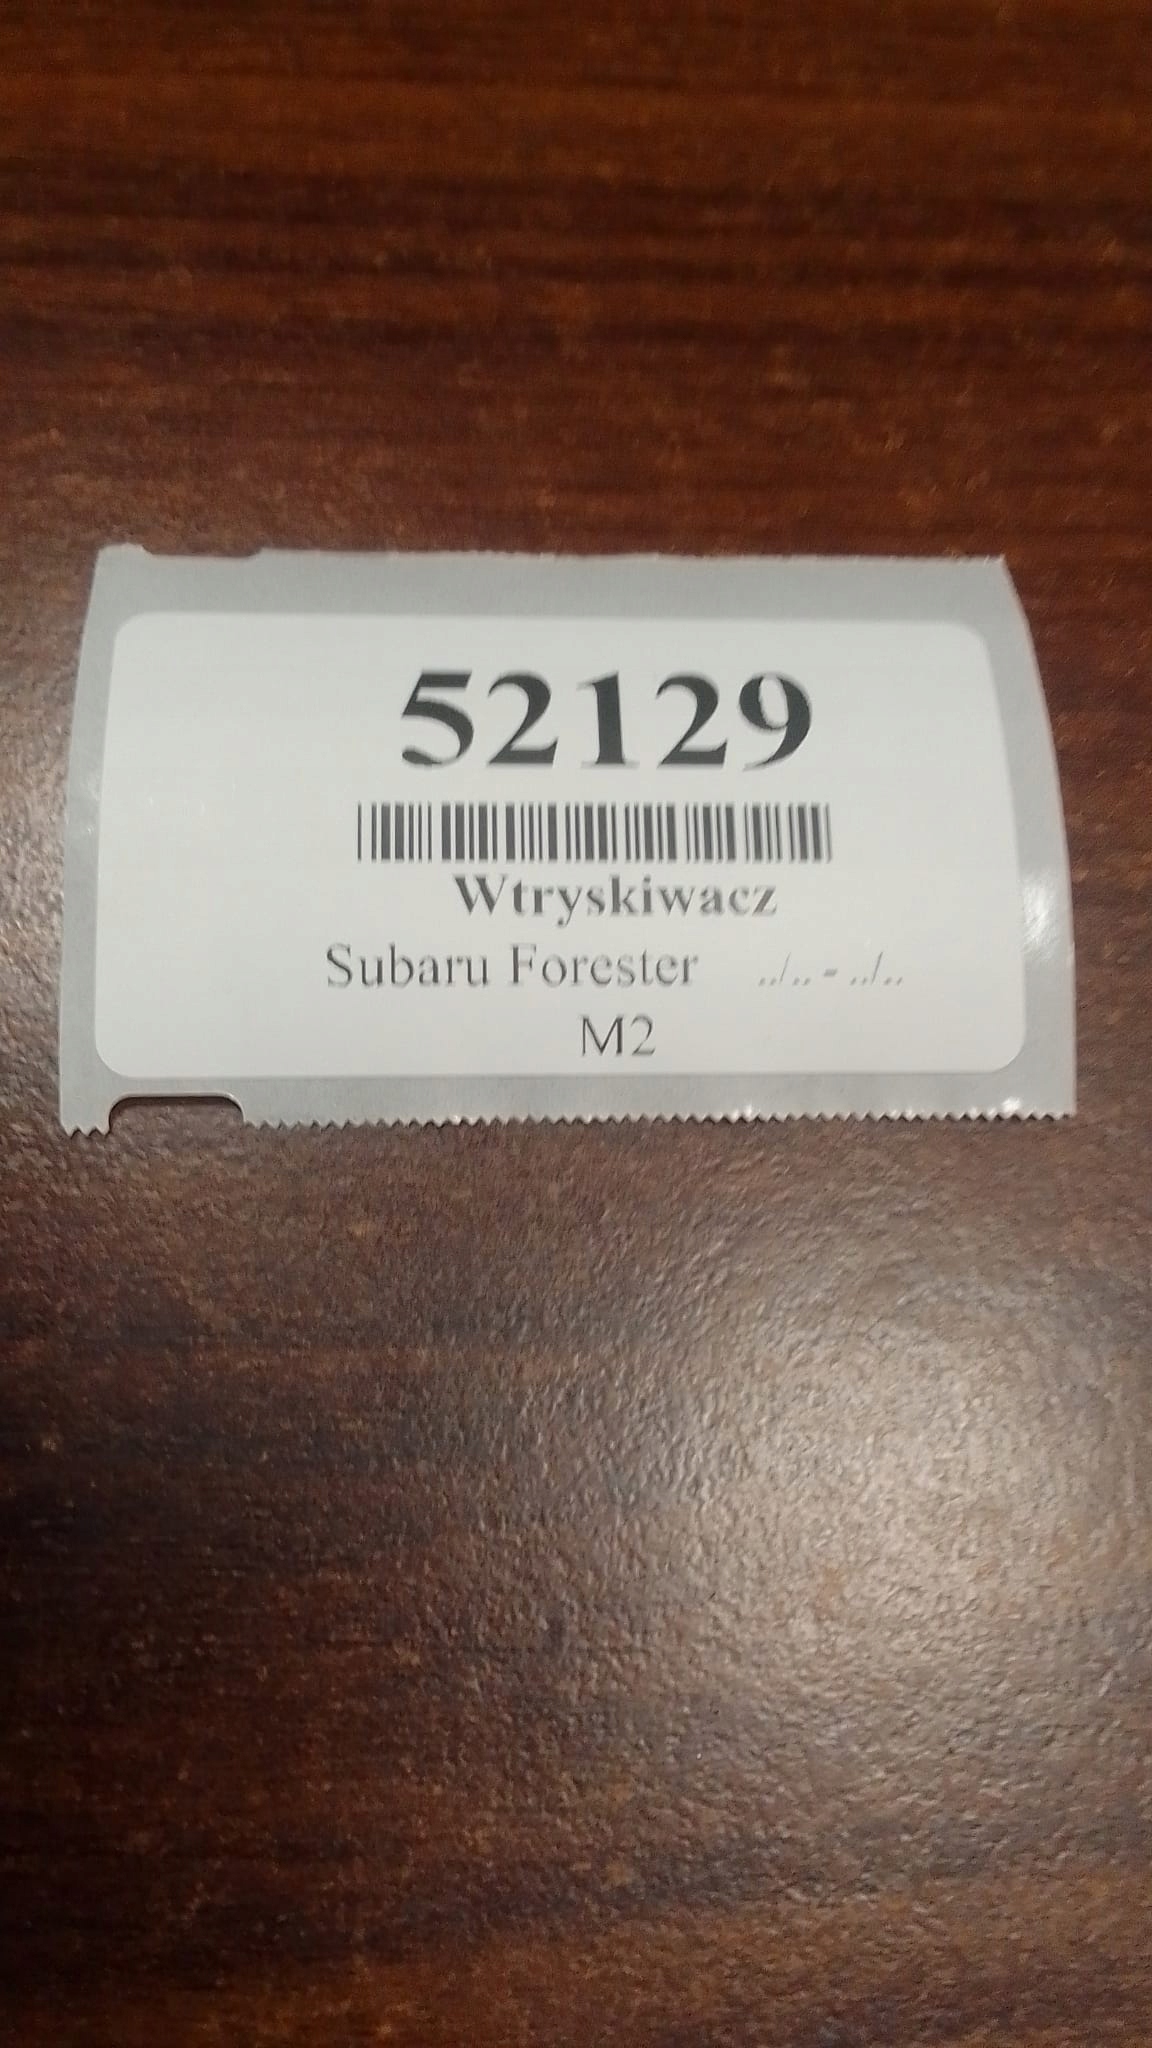 52129
Wtryskiwacz
Subaru Forester ../.. - ../..
M2